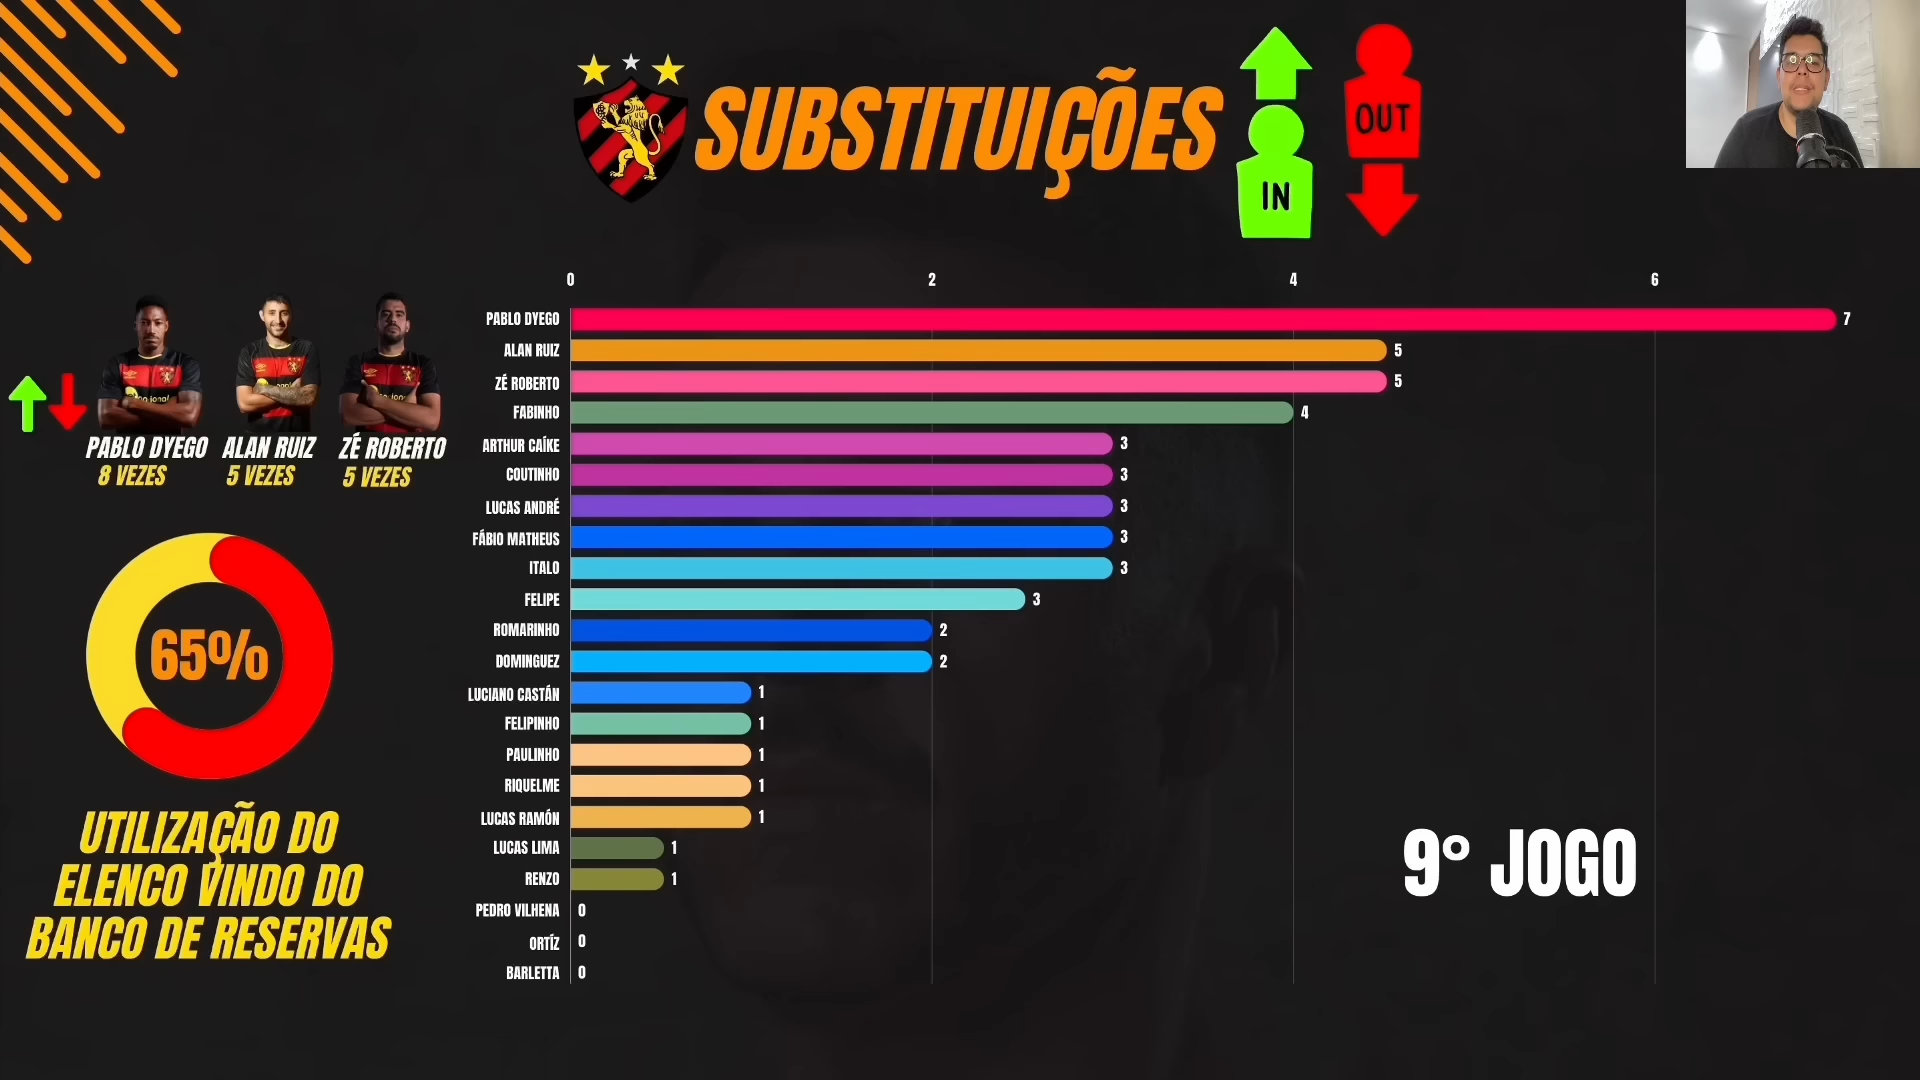 SUBSTITUIÇÕES
IN
OUT
PABLO DYEGO
8 VEZES
ALAN RUIZ
5 VEZES
ZÉ ROBERTO
5 VEZES
65%
UTILIZAÇÃO DO
ELENCO VINDO DO
BANCO DE RESERVAS
0 2 4 6
PABLO DYEGO 7
ALAN RUIZ 5
ZÉ ROBERTO 5
FABINHO 4
ARTHUR CAÍKE 3
COUTINHO 3
LUCAS ANDRÉ 3
FÁBIO MATHEUS 3
ITALO 3
FELIPE 3
ROMARINHO 2
DOMINGUEZ 2
LUCIANO CASTÁN 1
FELIPINHO 1
PAULINHO 1
RIQUELME 1
LUCAS RAMÓN 1
LUCAS LIMA 1
RENZO 1
PEDRO VILHENA 0
ORTÍZ 0
BARLETTA 0
9° JOGO